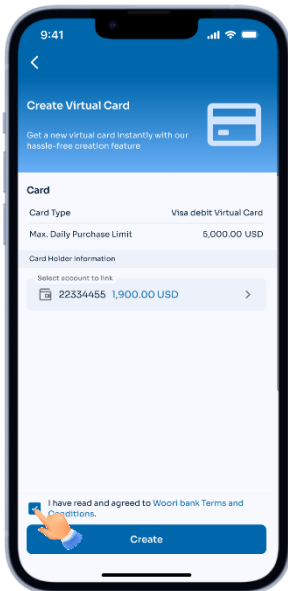 9:41
Create Virtual Card
Get a new virtual card instantly with our
hassle-free creation feature
Card
Card Type Visa debit Virtual Card
Max. Daily Purchase Limit 5,000.00 USD
Card Holder Information
Select account to link
22334455 1,900.00 USD
I have read and agreed to Woori bank Terms and
Conditions.
Create